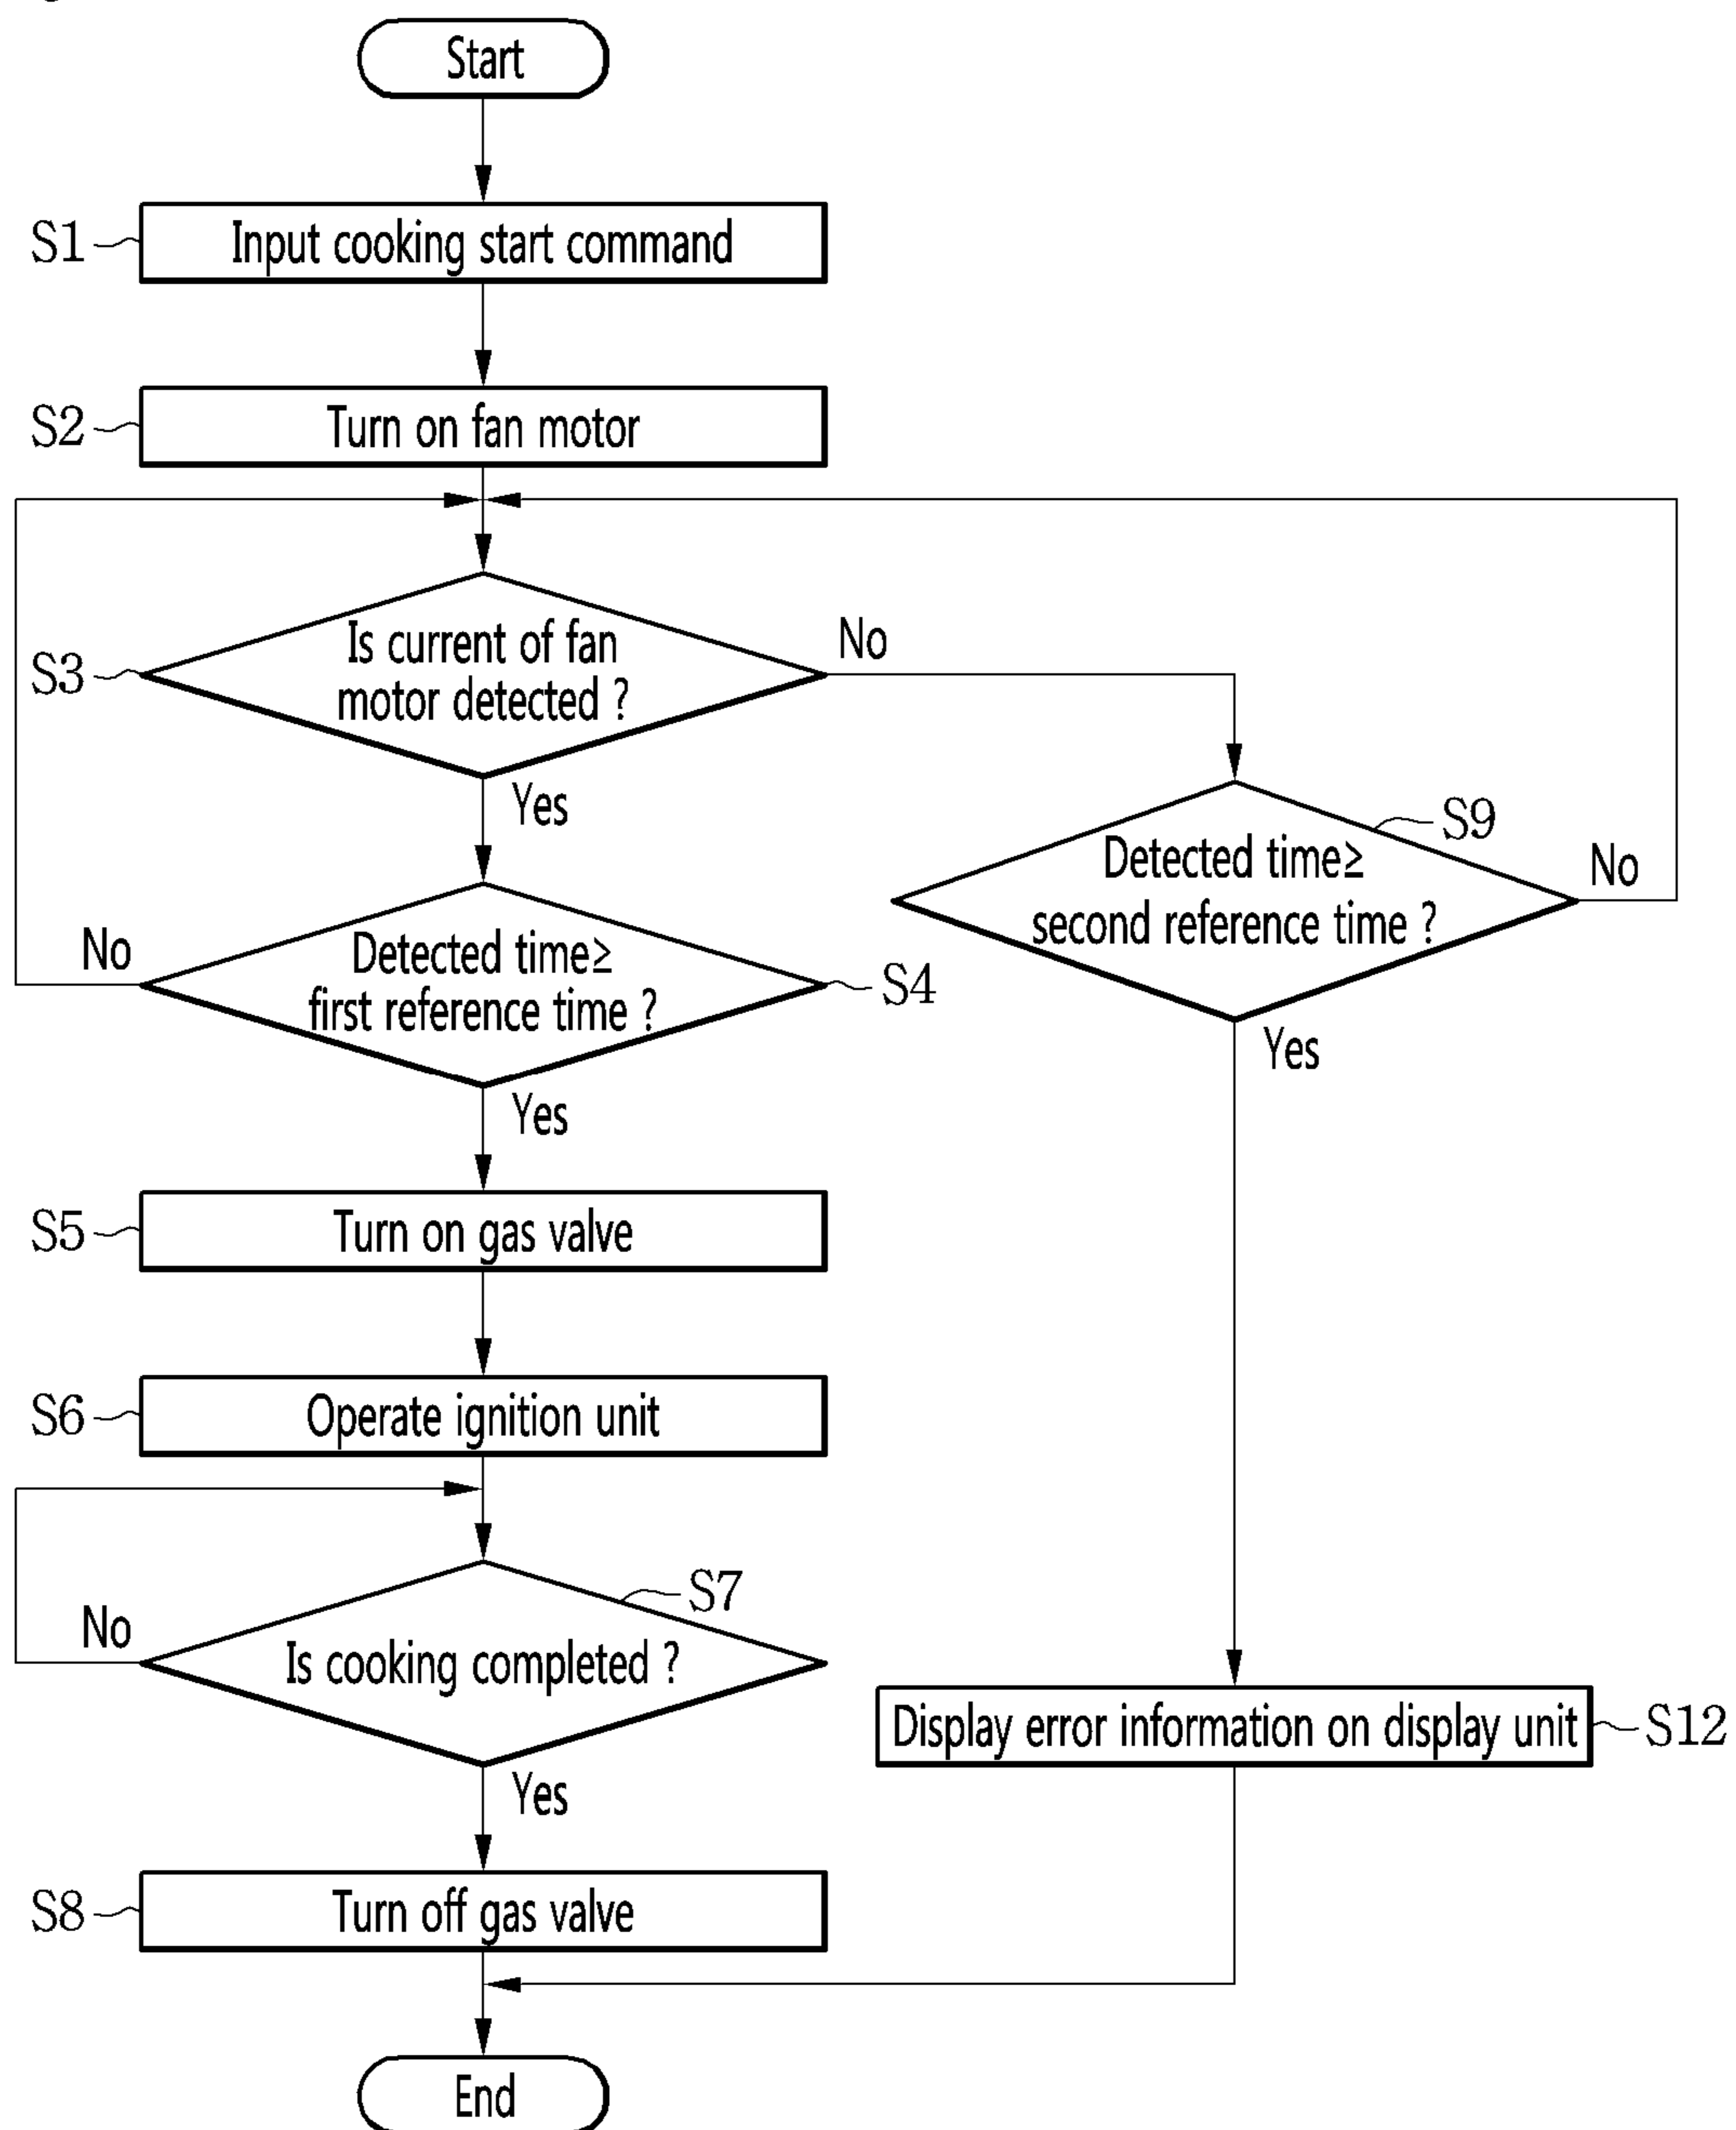 Start
S1
Input cooking start command
S2
Turn on fan motor
S3
Is current of fan
motor detected ?
No
Yes
S9
Detected time≥
second reference time ?
No
Yes
No
Detected time≥
first reference time ?
S4
Yes
S5
Turn on gas valve
S6
Operate ignition unit
S7
No
Is cooking completed ?
Yes
Display error information on display unit
S12
S8
Turn off gas valve
End